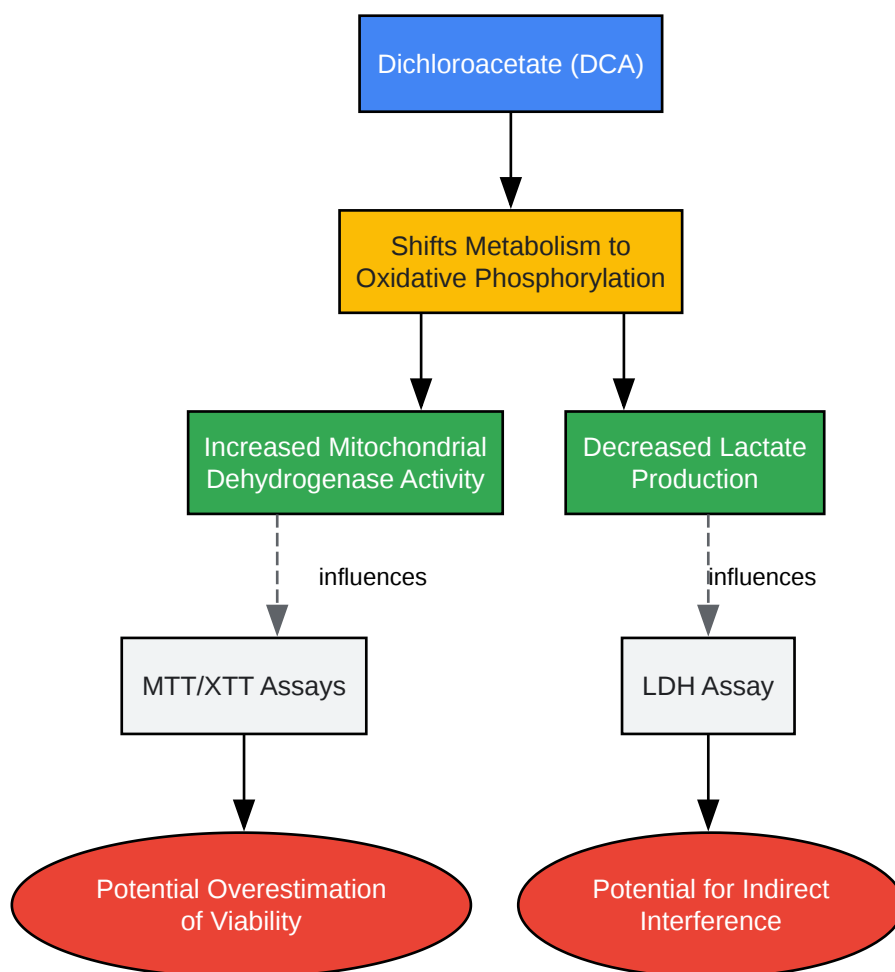 Dichloroacetate (DCA)
Shifts Metabolism to
Oxidative Phosphorylation
Increased Mitochondrial
Dehydrogenase Activity
Decreased Lactate
Production
influences
influences
MTT/XTT Assays
LDH Assay
Potential Overestimation
of Viability
Potential for Indirect
Interference